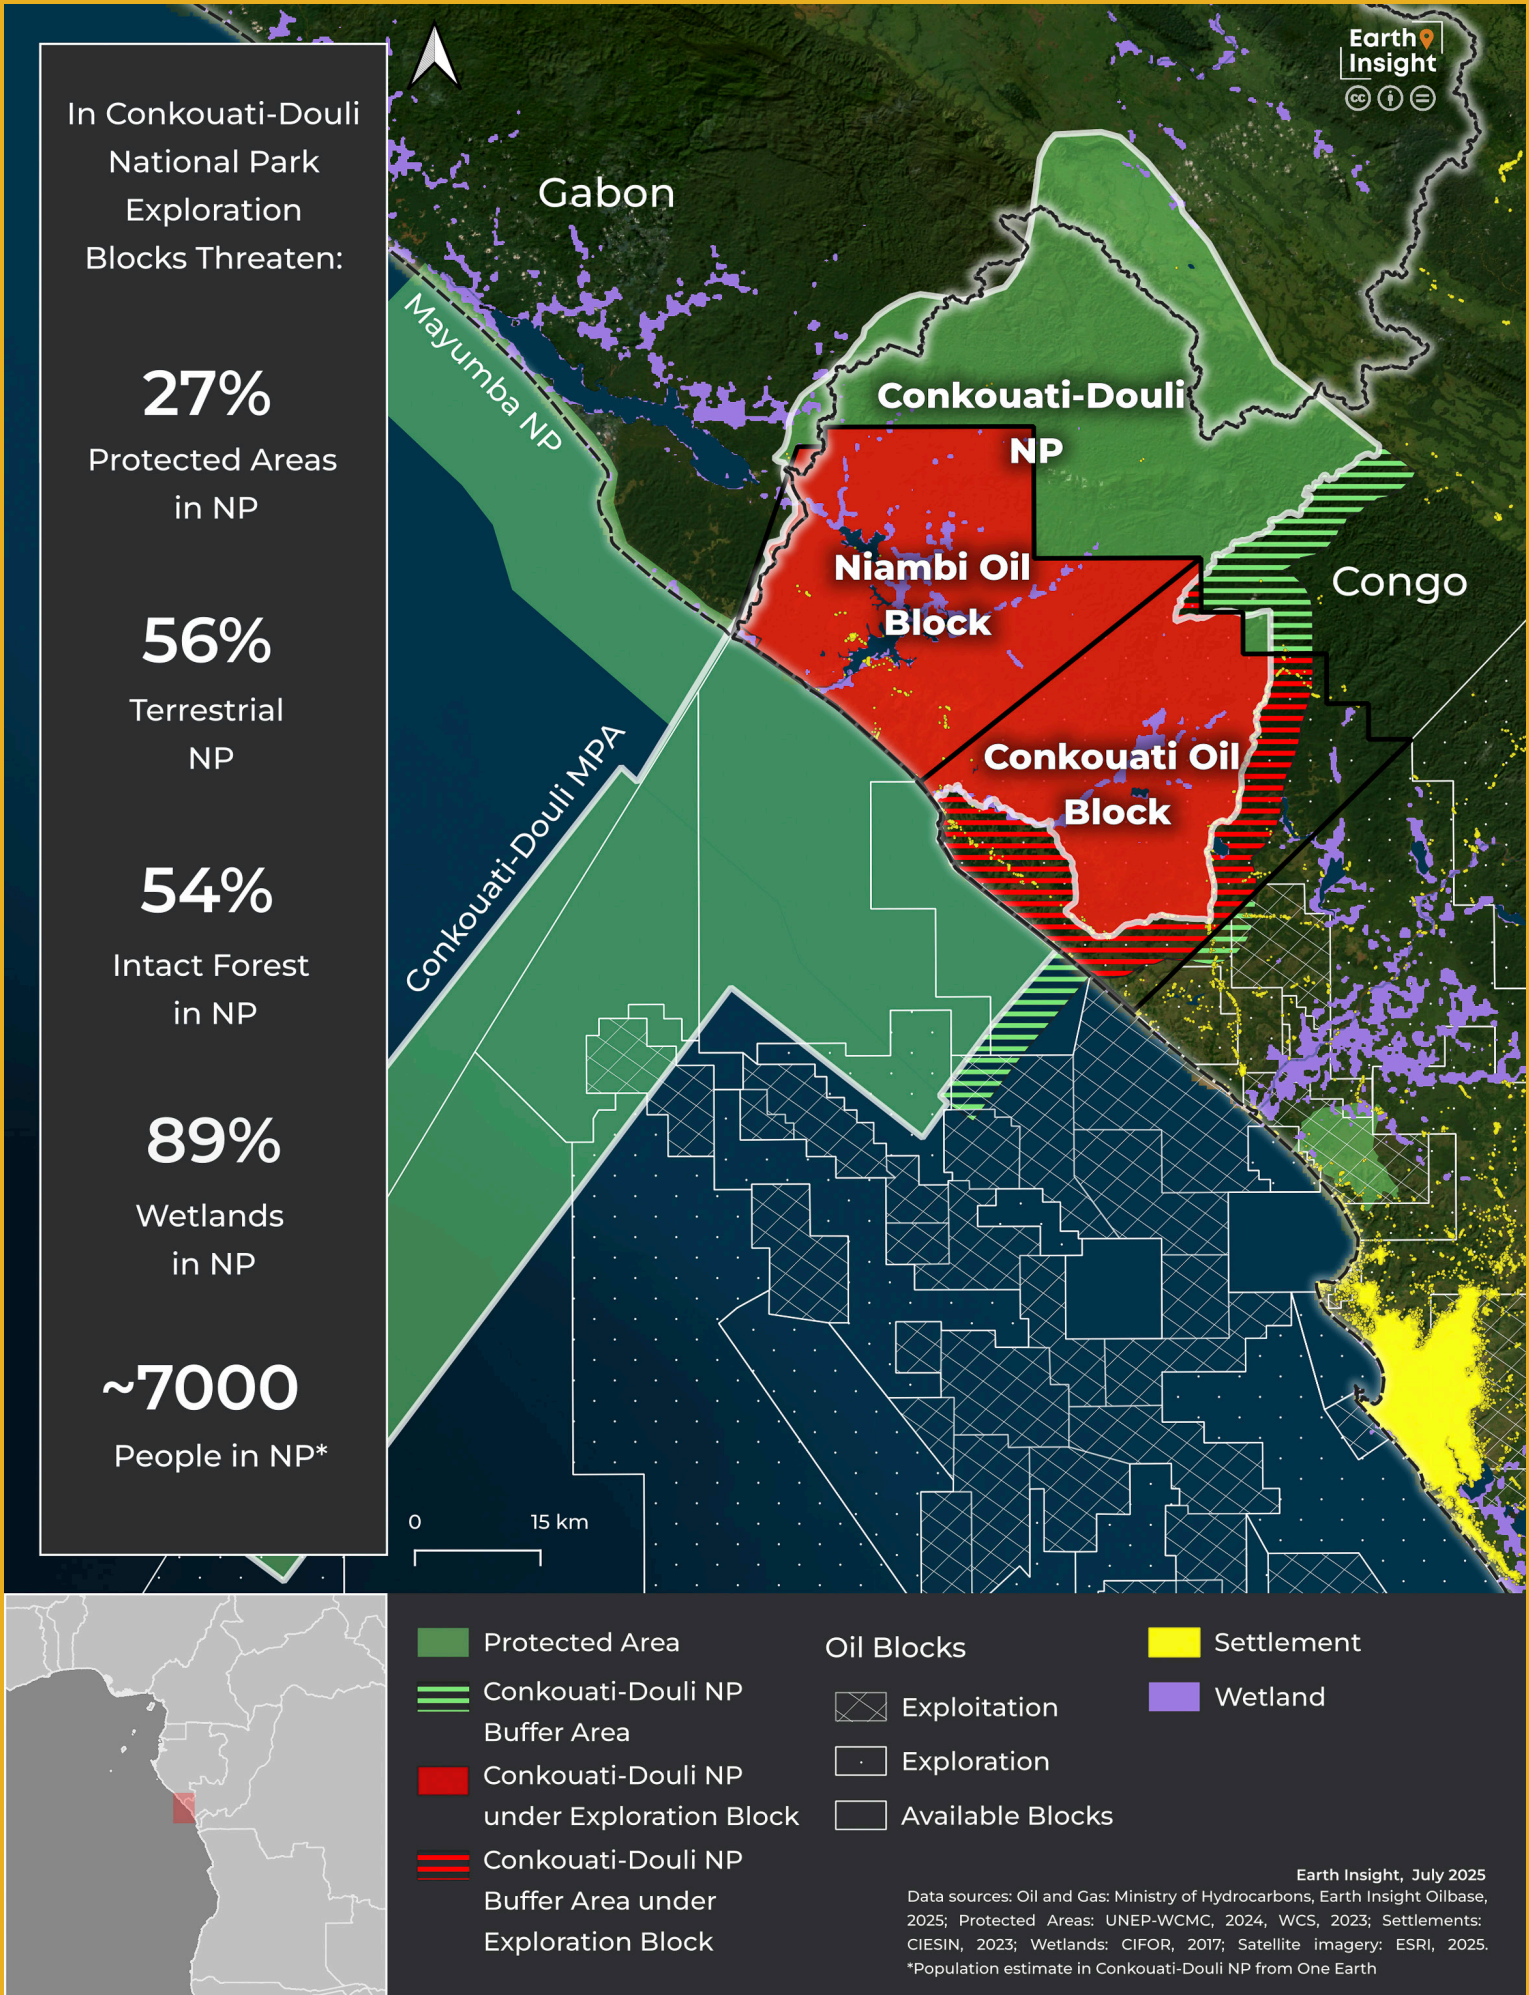 In Conkouati-Douli
National Park
Exploration
Blocks Threaten:
27%
Protected Areas
in NP
56%
Terrestrial
NP
54%
Intact Forest
in NP
89%
Wetlands
in NP
~7000
People in NP*
Earth
Insight
cc
Gabon
Mayumba NP
Conkouati-Douli
NP
Niambi Oil
Block
Congo
Conkouati Oil
Block
Conkouati-Douli MPA
0 15 km
Protected Area
Conkouati-Douli NP
Buffer Area
Conkouati-Douli NP
under Exploration Block
Conkouati-Douli NP
Buffer Area under
Exploration Block
Oil Blocks
Exploitation
Exploration
Available Blocks
Settlement
Wetland
Earth Insight, July 2025
Data sources: Oil and Gas: Ministry of Hydrocarbons, Earth Insight Oilbase,
2025; Protected Areas: UNEP-WCMC, 2024, WCS, 2023; Settlements:
CIESIN, 2023; Wetlands: CIFOR, 2017; Satellite imagery: ESRI, 2025.
*Population estimate in Conkouati-Douli NP from One Earth